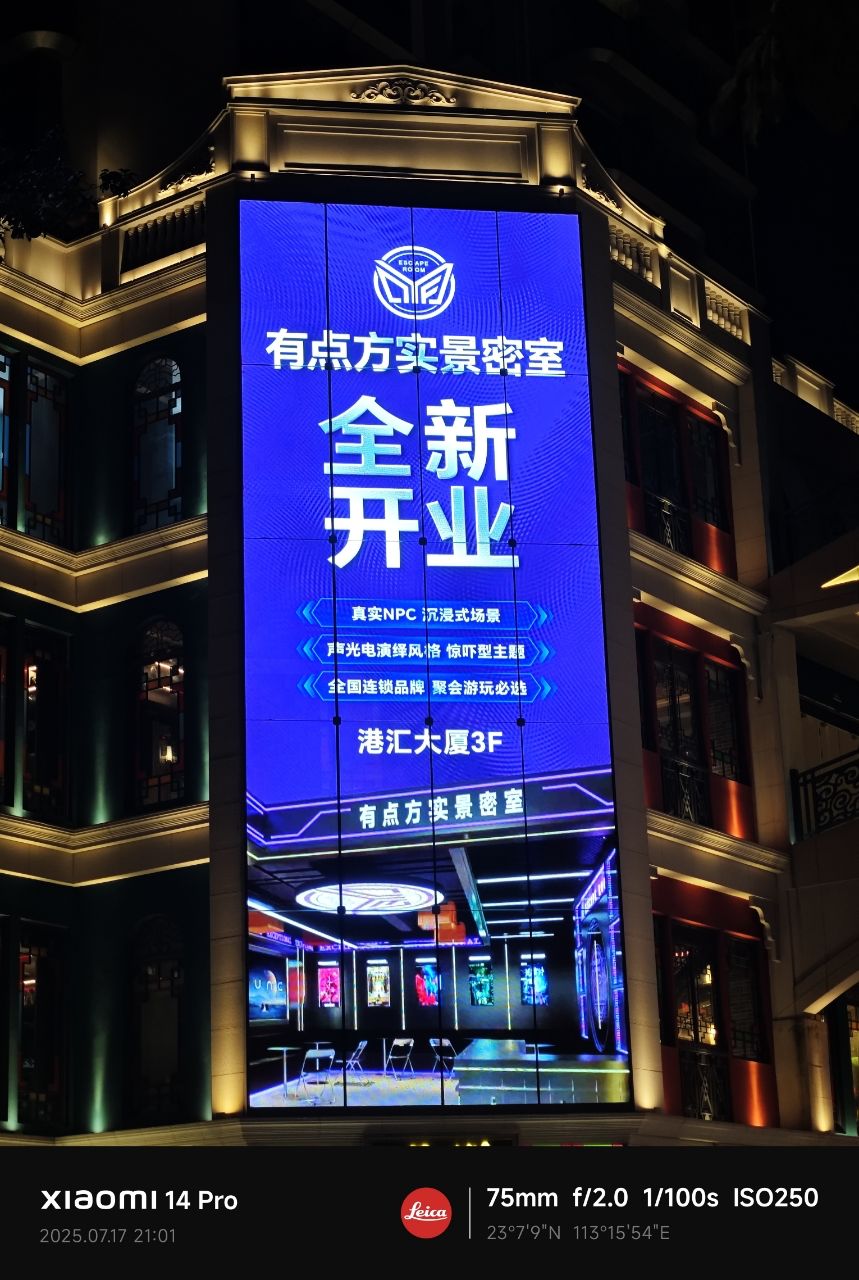 ESCAPE
ROOM
有点方实景密室
全新
开业
真实NPC 沉浸式场景
声光电演绎风格 惊吓型主题
全国连锁品牌 聚会游玩必选
港汇大厦3F
有点方实景密室
xiaomi 14 Pro
2025.07.17 21:01
Leica
75mm f/2.0 1/100s ISO250
23°7'9"N 113°15'54"E